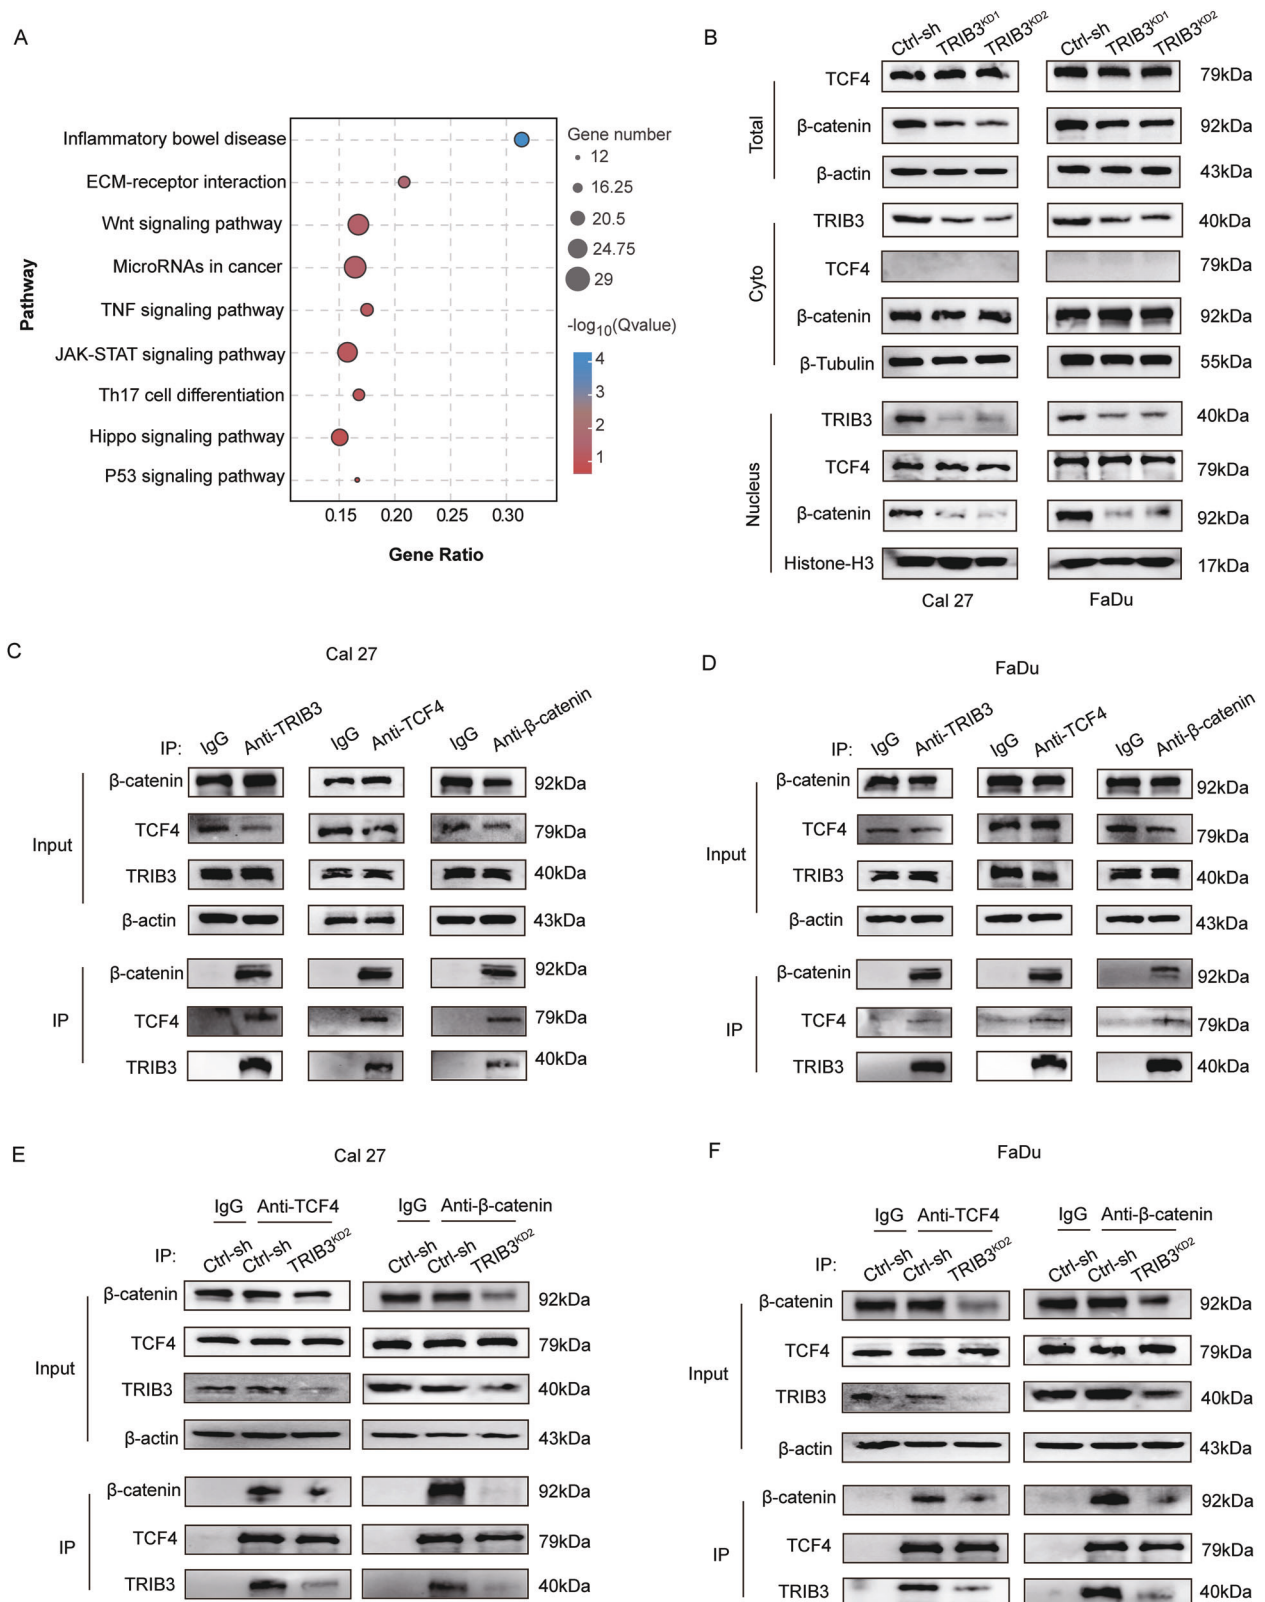 A
Inflammatory bowel disease
ECM-receptor interaction
Wnt signaling pathway
MicroRNAs in cancer
TNF signaling pathway
JAK-STAT signaling pathway
Th17 cell differentiation
Hippo signaling pathway
P53 signaling pathway
Pathway
0.15 0.20 0.25 0.30
Gene Ratio
Gene number
12
16.25
20.5
24.75
29
-log10(Qvalue)
4
3
2
1
B
Ctrl-sh TRIB3KD1 TRIB3KD2 Ctrl-sh TRIB3KD1 TRIB3KD2
Total
TCF4 79kDa
β-catenin 92kDa
β-actin 43kDa
Cyto
TRIB3 40kDa
TCF4 79kDa
β-catenin 92kDa
β-Tubulin 55kDa
Nucleus
TRIB3 40kDa
TCF4 79kDa
β-catenin 92kDa
Histone-H3 17kDa
Cal 27 FaDu
C
Cal 27
IP: IgG Anti-TRIB3 IgG Anti-TCF4 IgG Anti-β-catenin
Input
β-catenin 92kDa
TCF4 79kDa
TRIB3 40kDa
β-actin 43kDa
IP
β-catenin 92kDa
TCF4 79kDa
TRIB3 40kDa
D
FaDu
IP: IgG Anti-TRIB3 IgG Anti-TCF4 IgG Anti-β-catenin
Input
β-catenin 92kDa
TCF4 79kDa
TRIB3 40kDa
β-actin 43kDa
IP
β-catenin 92kDa
TCF4 79kDa
TRIB3 40kDa
E
Cal 27
IgG Anti-TCF4 IgG Anti-β-catenin
IP: Ctrl-sh Ctrl-sh TRIB3KD2 Ctrl-sh Ctrl-sh TRIB3KD2
Input
β-catenin 92kDa
TCF4 79kDa
TRIB3 40kDa
β-actin 43kDa
IP
β-catenin 92kDa
TCF4 79kDa
TRIB3 40kDa
F
FaDu
IgG Anti-TCF4 IgG Anti-β-catenin
IP: Ctrl-sh Ctrl-sh TRIB3KD2 Ctrl-sh Ctrl-sh TRIB3KD2
Input
β-catenin 92kDa
TCF4 79kDa
TRIB3 40kDa
β-actin 43kDa
IP
β-catenin 92kDa
TCF4 79kDa
TRIB3 40kDa